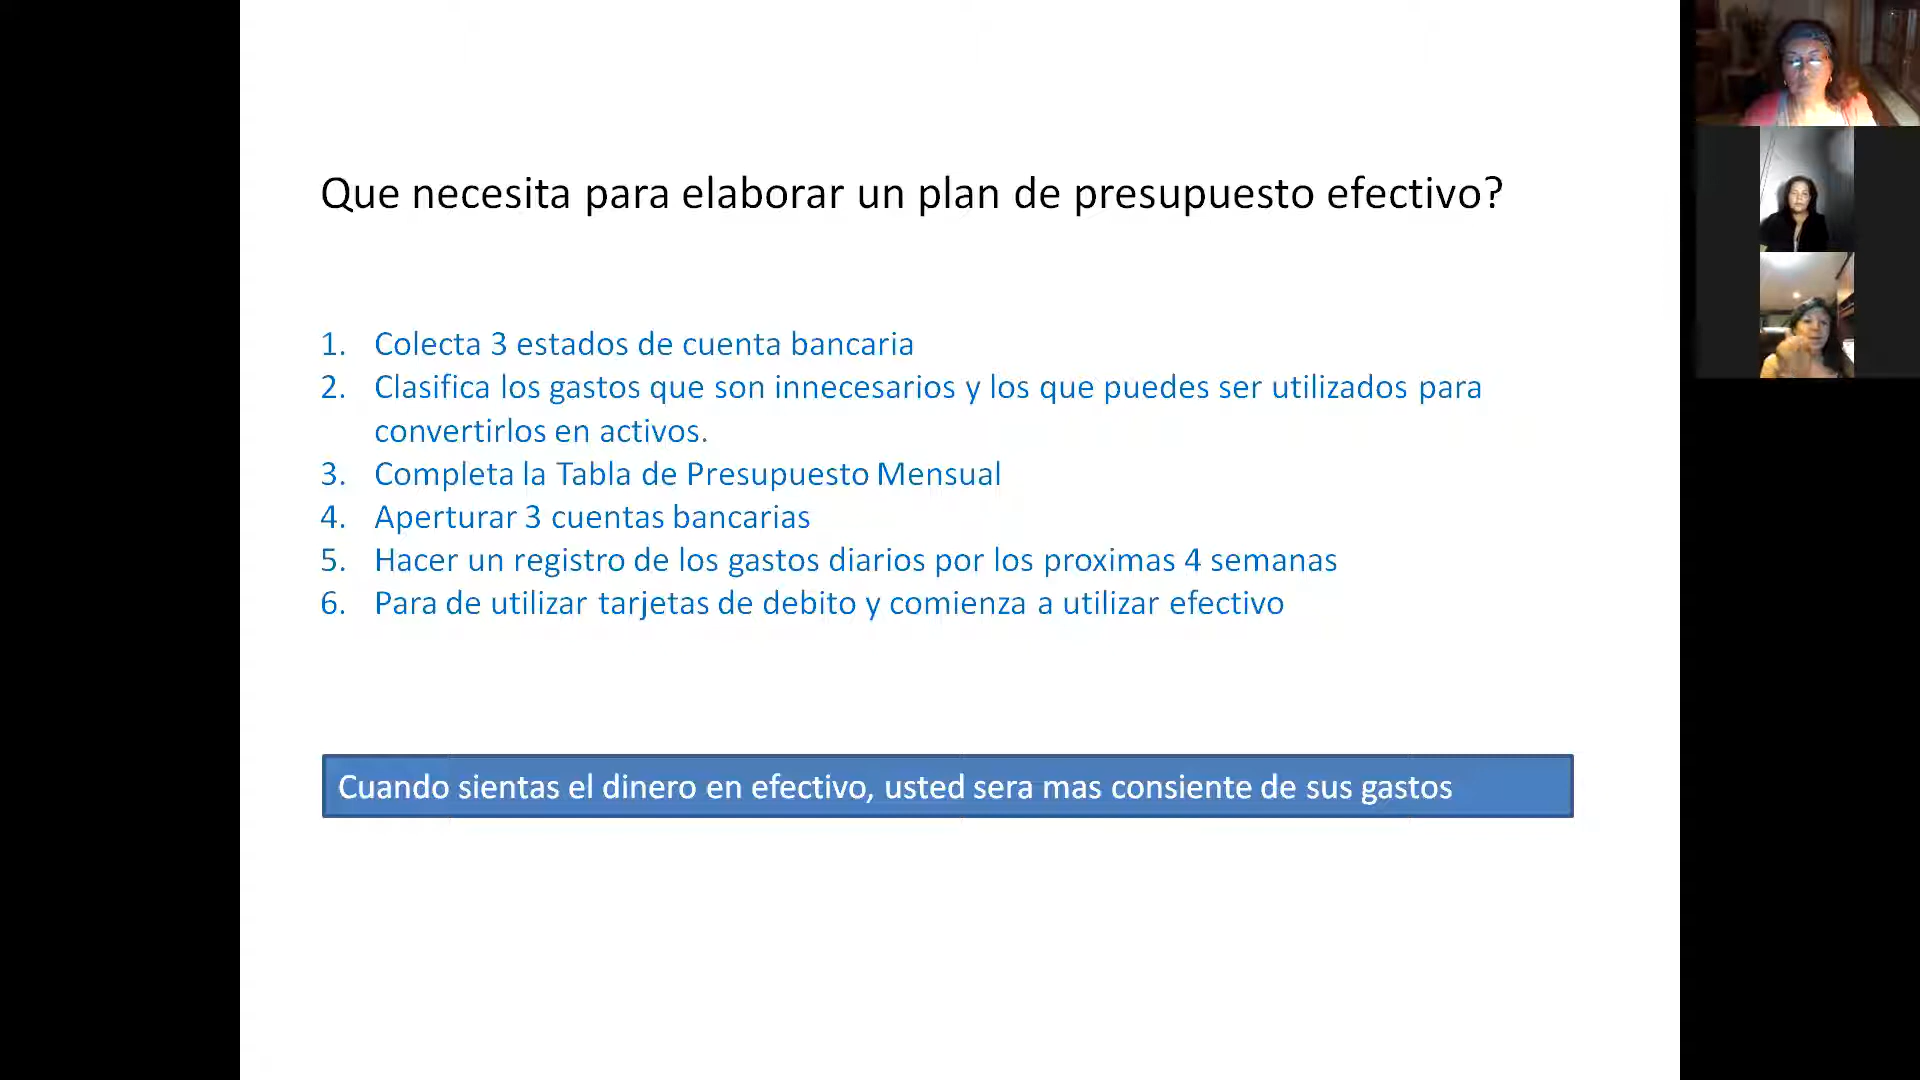 Que necesita para elaborar un plan de presupuesto efectivo?
1. Colecta 3 estados de cuenta bancaria
2. Clasifica los gastos que son innecesarios y los que puedes ser utilizados para
convertirlos en activos.
3. Completa la Tabla de Presupuesto Mensual
4. Aperturar 3 cuentas bancarias
5. Hacer un registro de los gastos diarios por los proximas 4 semanas
6. Para de utilizar tarjetas de debito y comienza a utilizar efectivo
Cuando sientas el dinero en efectivo, usted sera mas consiente de sus gastos